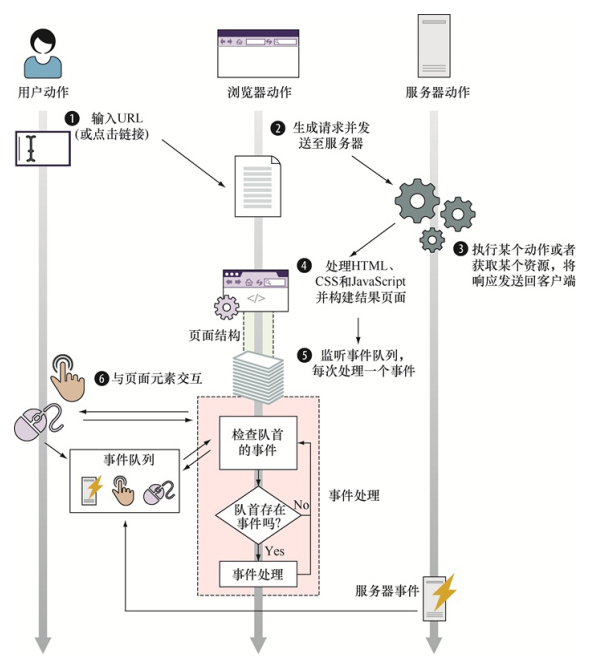 用户动作
浏览器动作
服务器动作
❶ 输入URL
(或点击链接)
❷ 生成请求并发
送至服务器
❸ 执行某个动作或者
获取某个资源，将
响应发送回客户端
❹ 处理HTML、
CSS和JavaScript
并构建结果页面
</>
页面结构
❺ 监听事件队列，
每次处理一个事件
❻ 与页面元素交互
事件队列
检查队首
的事件
事件处理
队首存在
事件吗?
No
Yes
事件处理
服务器事件